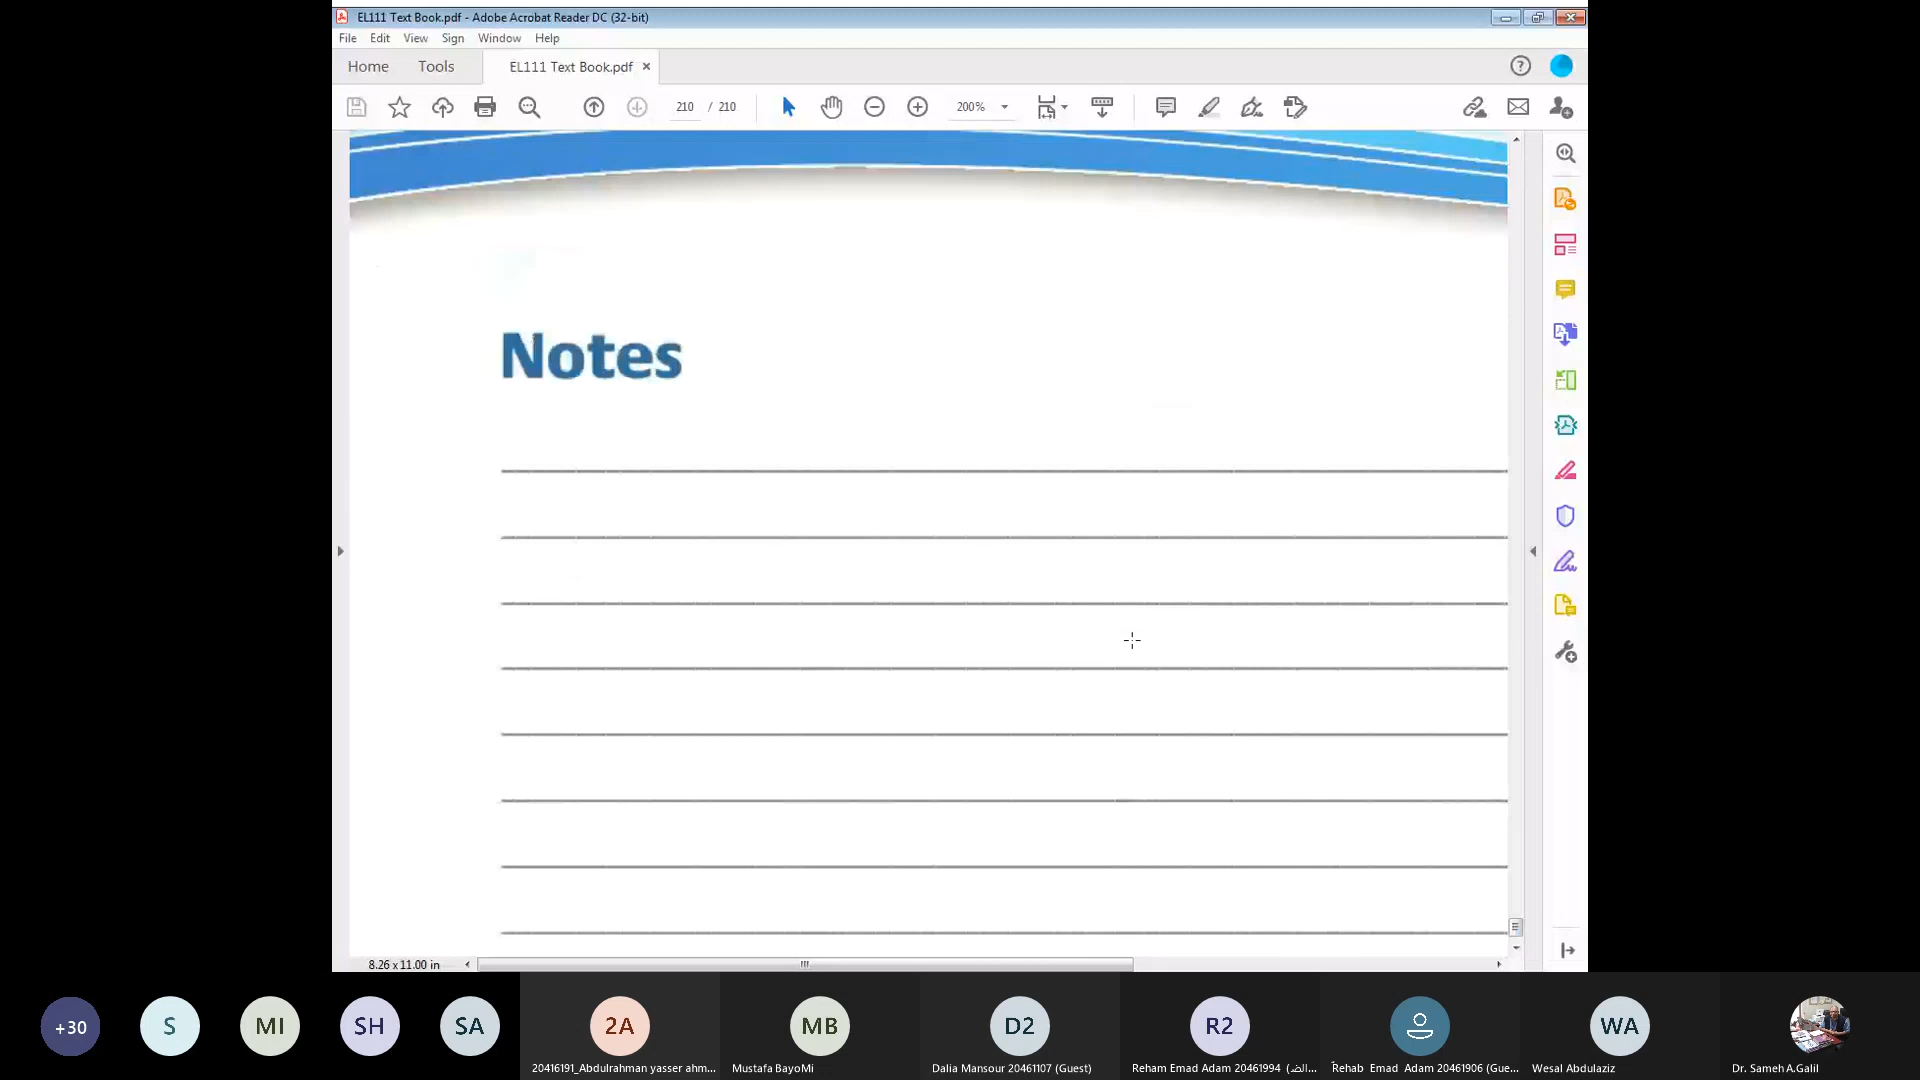 EL111 Text Book.pdf - Adobe Acrobat Reader DC (32-bit)
File Edit View Sign Window Help
Home Tools EL111 Text Book.pdf ×
210 / 210 200%
Notes
8.26 x 11.00 in
+30 S MI SH SA 2A MB D2 R2 WA
20416191_Abdulrahman yasser ahm... Mustafa BayoMi Dalia Mansour 20461107 (Guest) Reham Emad Adam 20461994 (الض... Rehab Emad Adam 20461906 (Gue... Wesal Abdulaziz Dr. Sameh A.Galil